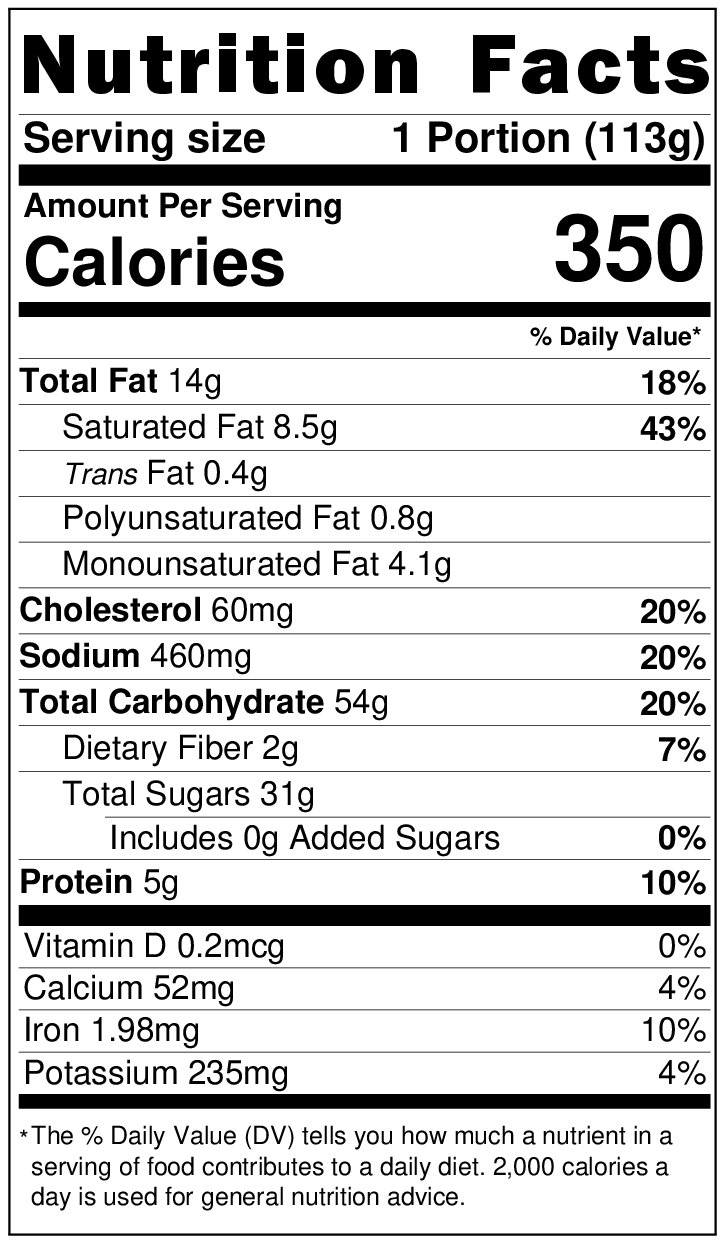 Nutrition Facts
Serving size 1 Portion (113g)
Amount Per Serving
Calories 350
% Daily Value*
Total Fat 14g 18%
Saturated Fat 8.5g 43%
Trans Fat 0.4g
Polyunsaturated Fat 0.8g
Monounsaturated Fat 4.1g
Cholesterol 60mg 20%
Sodium 460mg 20%
Total Carbohydrate 54g 20%
Dietary Fiber 2g 7%
Total Sugars 31g
Includes 0g Added Sugars 0%
Protein 5g 10%
Vitamin D 0.2mcg 0%
Calcium 52mg 4%
Iron 1.98mg 10%
Potassium 235mg 4%
*The % Daily Value (DV) tells you how much a nutrient in a
serving of food contributes to a daily diet. 2,000 calories a
day is used for general nutrition advice.